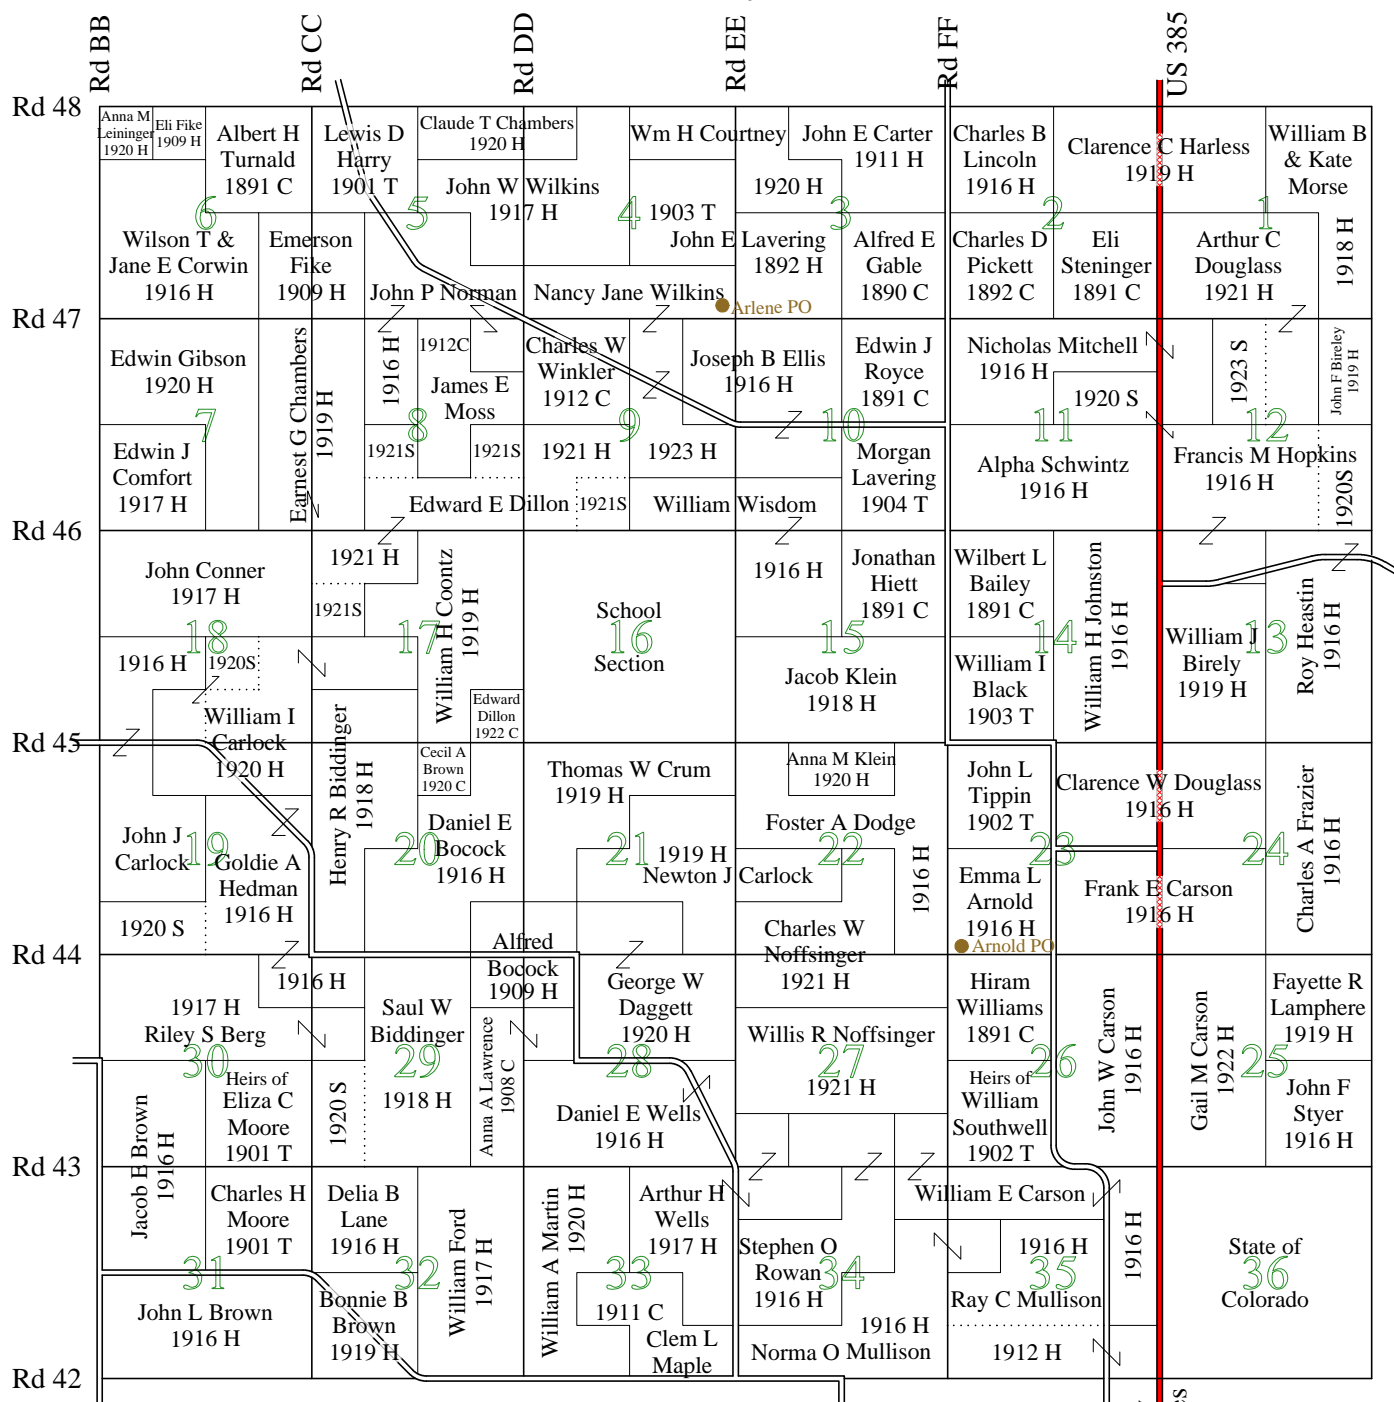 Rd BB
Rd CC
Rd DD
Rd EE
Rd FF
US 385
Rd 48
Anna M
Leininger
1920 H
Eli Fike
1909 H
Albert H
Turnald
1891 C
Lewis D
Harry
1901 T
Claude T Chambers
1920 H
Wm H Courtney
1903 T
John E Carter
1911 H
1920 H
Charles B
Lincoln
1916 H
Clarence C Harless
1919 H
William B
& Kate
Morse
1918 H
John W Wilkins
1917 H
6
5
4
3
2
1
Wilson T &
Jane E Corwin
1916 H
Emerson
Fike
1909 H
John P Norman
Nancy Jane Wilkins
John E Lavering
1892 H
Alfred E
Gable
1890 C
Charles D
Pickett
1892 C
Eli
Steninger
1891 C
Arthur C
Douglass
1921 H
Arlene PO
Rd 47
Edwin Gibson
1920 H
Earnest G Chambers
1919 H
1916 H
1912C
James E
Moss
Charles W
Winkler
1912 C
Joseph B Ellis
1916 H
Edwin J
Royce
1891 C
Nicholas Mitchell
1916 H
1920 S
1923 S
John F Bireley
1919 H
7
8
9
10
11
12
Edwin J
Comfort
1917 H
1921S
1921S
1921 H
1923 H
Edward E Dillon
1921S
William Wisdom
Morgan
Lavering
1904 T
Alpha Schwintz
1916 H
Francis M Hopkins
1916 H
1920S
Rd 46
John Conner
1917 H
1921 H
1921S
William H Coontz
1919 H
School
Section
1916 H
Jonathan
Hiett
1891 C
Wilbert L
Bailey
1891 C
William H Johnston
1916 H
William J
Birely
1919 H
Roy Heastin
1916 H
18
17
16
15
14
13
1916 H
1920S
William I
Carlock
1920 H
Edward
Dillon
1922 C
Jacob Klein
1918 H
William I
Black
1903 T
Rd 45
Henry R Biddinger
1918 H
Cecil A
Brown
1920 C
Thomas W Crum
1919 H
Anna M Klein
1920 H
John L
Tippin
1902 T
Clarence W Douglass
1916 H
Charles A Frazier
1916 H
John J
Carlock
Daniel E
Bocock
1916 H
Foster A Dodge
1916 H
19
20
21
22
23
24
Goldie A
Hedman
1916 H
1919 H
Newton J Carlock
Emma L
Arnold
1916 H
Frank E Carson
1916 H
1920 S
Charles W
Noffsinger
1921 H
Arnold PO
Rd 44
1917 H
Riley S Berg
1916 H
Saul W
Biddinger
1918 H
Alfred
Bocock
1909 H
George W
Daggett
1920 H
Willis R Noffsinger
1921 H
Hiram
Williams
1891 C
John W Carson
1916 H
Gail M Carson
1922 H
Fayette R
Lamphere
1919 H
30
29
28
27
26
25
Jacob E Brown
1916 H
Heirs of
Eliza C
Moore
1901 T
1920 S
Anna A Lawrence
1908 C
Daniel E Wells
1916 H
Heirs of
William
Southwell
1902 T
John F
Styer
1916 H
Rd 43
Charles H
Moore
1901 T
Delia B
Lane
1916 H
William Ford
1917 H
William A Martin
1920 H
Arthur H
Wells
1917 H
Stephen O
Rowan
1916 H
William E Carson
1916 H
1916 H
State of
Colorado
31
32
33
34
35
36
John L Brown
1916 H
Bonnie B
Brown
1919 H
1911 C
Clem L
Maple
1916 H
Norma O Mullison
Ray C Mullison
1912 H
Rd 42